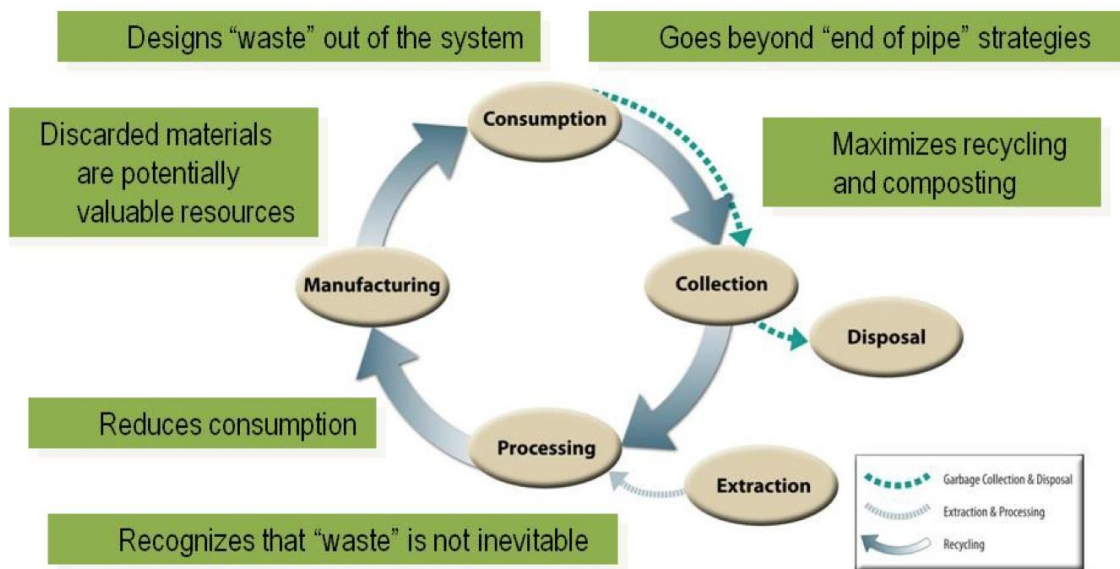 Designs “waste” out of the system
Goes beyond “end of pipe” strategies
Consumption
Discarded materials
are potentially
valuable resources
Maximizes recycling
and composting
Manufacturing
Collection
Disposal
Reduces consumption
Processing
Extraction
Garbage Collection & Disposal
Extraction & Processing
Recycling
Recognizes that “waste” is not inevitable